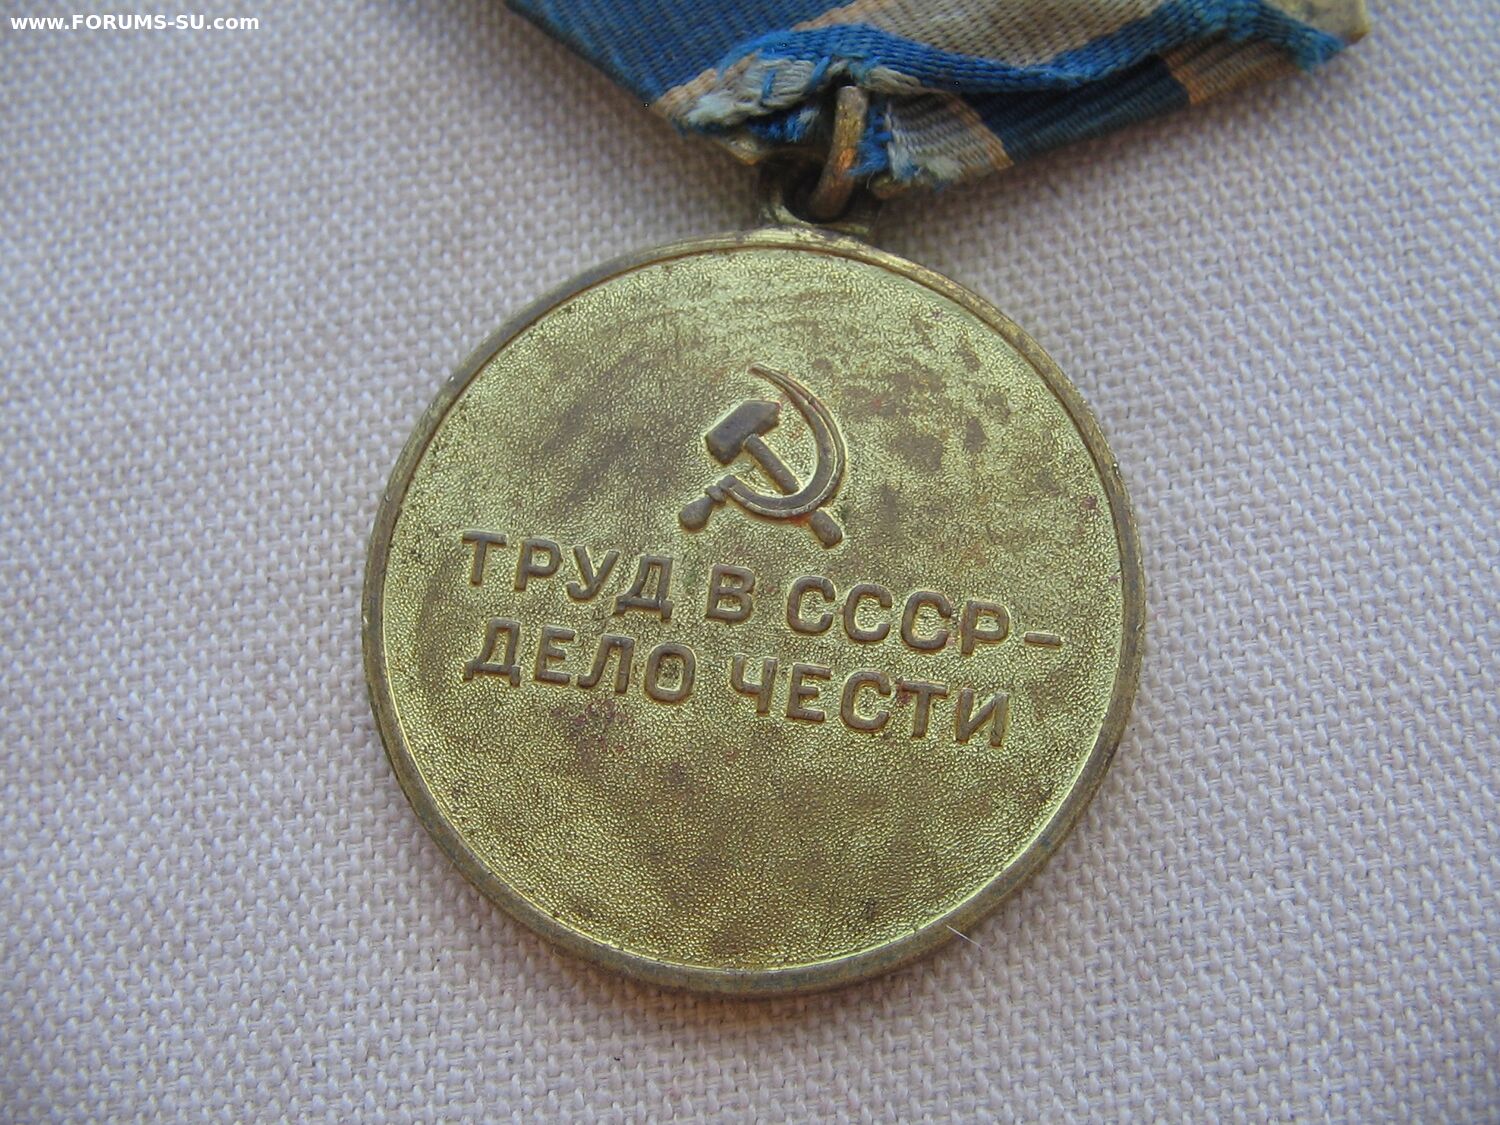 www.FORUMS-SU.com
ТРУД В СССР-
ДЕЛО ЧЕСТИ